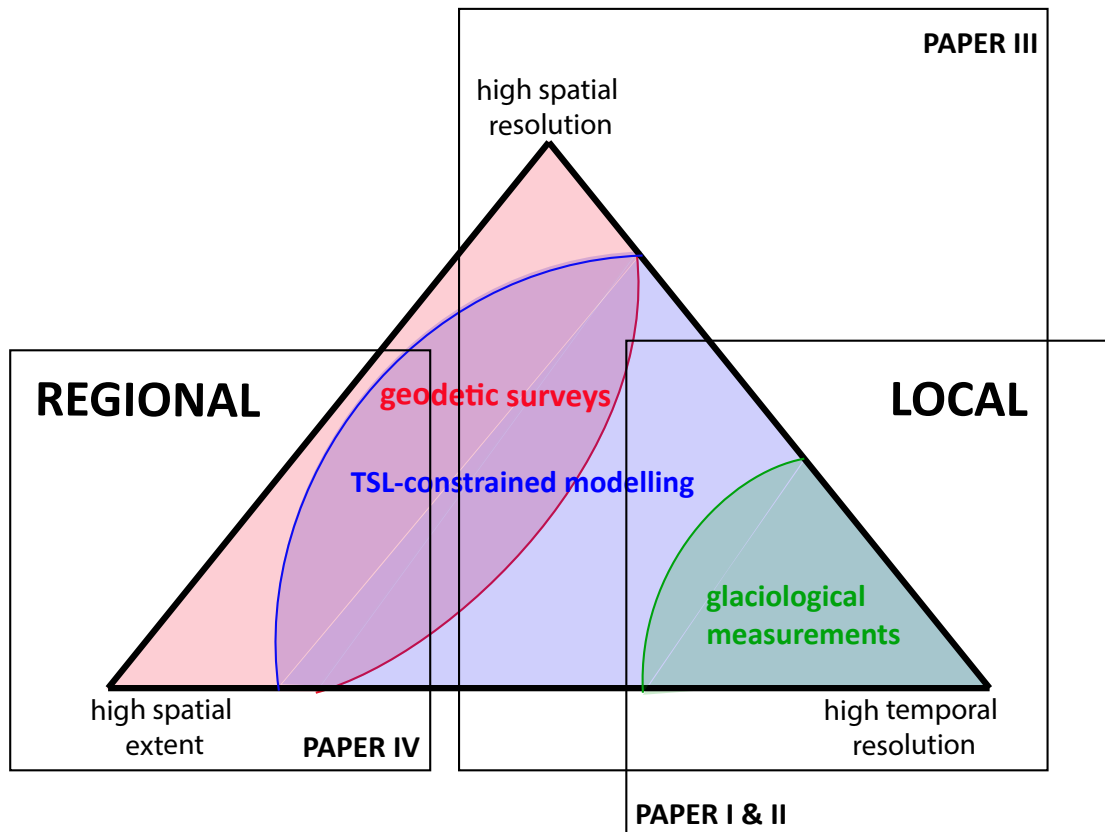 PAPER III
high spatial
resolution
REGIONAL
LOCAL
geodetic surveys
TSL-constrained modelling
glaciological
measurements
high spatial
extent
high temporal
resolution
PAPER IV
PAPER I & II